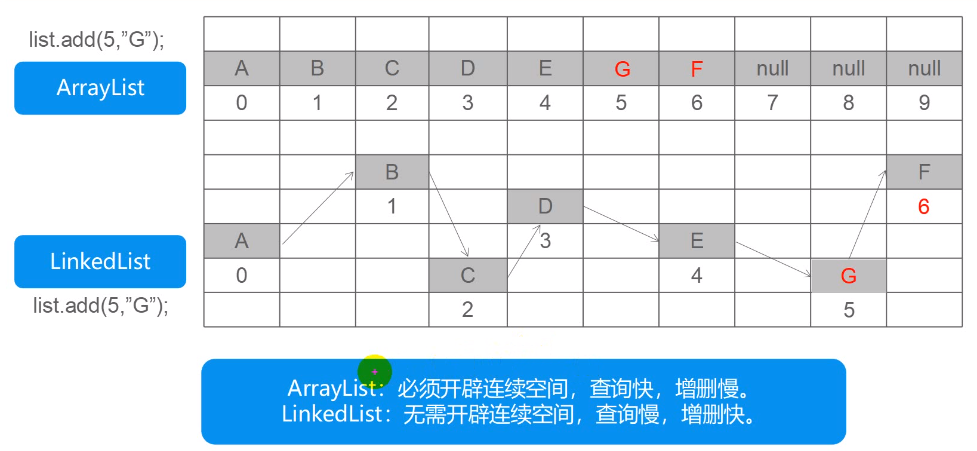 list.add(5,”G”);
ArrayList
A B C D E G F null null null
0 1 2 3 4 5 6 7 8 9
B F
1 D 6
A 3 E
LinkedList
0 C 4 G
list.add(5,”G”);
2 5
ArrayList：必须开辟连续空间，查询快，增删慢。
LinkedList：无需开辟连续空间，查询慢，增删快。